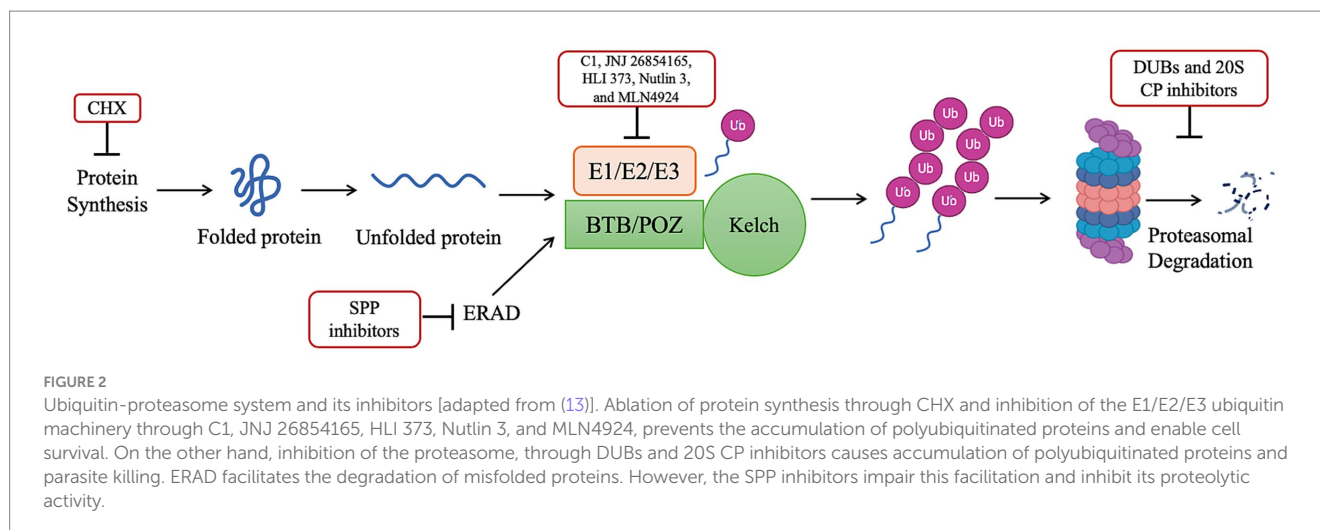 C1, JNJ 26854165,
HLI 373, Nutlin 3,
and MLN4924
DUBs and 20S
CP inhibitors
CHX
Ub
Ub
Ub
Ub
Ub
Ub
Ub
Ub
Ub
Protein
Synthesis
Folded protein
Unfolded protein
E1/E2/E3
BTB/POZ
Kelch
Proteasomal
Degradation
SPP
inhibitors
ERAD
FIGURE 2
Ubiquitin-proteasome system and its inhibitors [adapted from (13)]. Ablation of protein synthesis through CHX and inhibition of the E1/E2/E3 ubiquitin
machinery through C1, JNJ 26854165, HLI 373, Nutlin 3, and MLN4924, prevents the accumulation of polyubiquitinated proteins and enable cell
survival. On the other hand, inhibition of the proteasome, through DUBs and 20S CP inhibitors causes accumulation of polyubiquitinated proteins and
parasite killing. ERAD facilitates the degradation of misfolded proteins. However, the SPP inhibitors impair this facilitation and inhibit its proteolytic
activity.